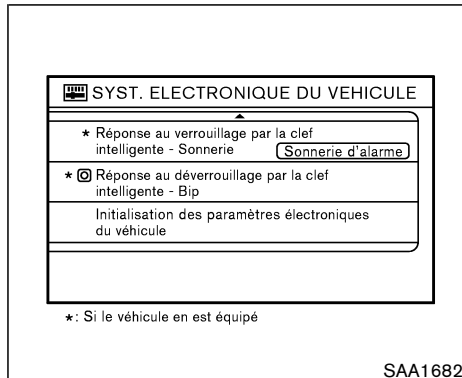 SYST. ELECTRONIQUE DU VEHICULE
* Réponse au verrouillage par la clef
intelligente - Sonnerie Sonnerie d'alarme
* Réponse au déverrouillage par la clef
intelligente - Bip
Initialisation des paramètres électroniques
du véhicule
*: Si le véhicule en est équipé
SAA1682